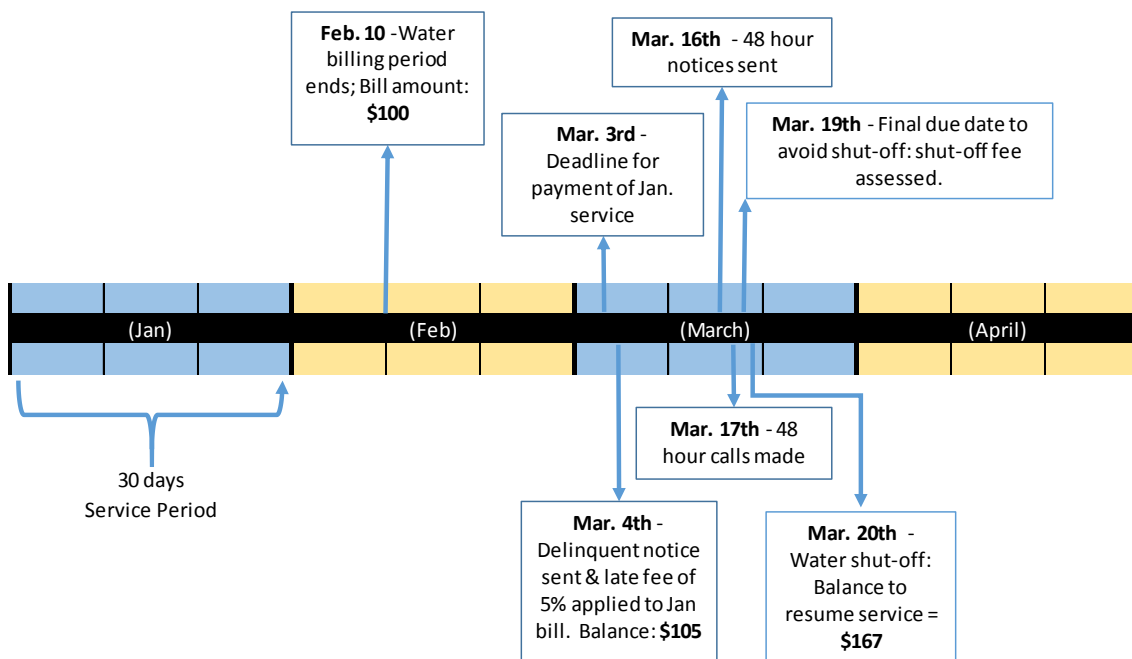 Feb. 10 -Water
billing period
ends; Bill amount:
$100
Mar. 16th - 48 hour
notices sent
Mar. 3rd -
Deadline for
payment of Jan.
service
Mar. 19th - Final due date to
avoid shut-off: shut-off fee
assessed.
(Jan)
(Feb)
(March)
(April)
30 days
Service Period
Mar. 17th - 48
hour calls made
Mar. 4th -
Delinquent notice
sent & late fee of
5% applied to Jan
bill. Balance: $105
Mar. 20th -
Water shut-off:
Balance to
resume service =
$167